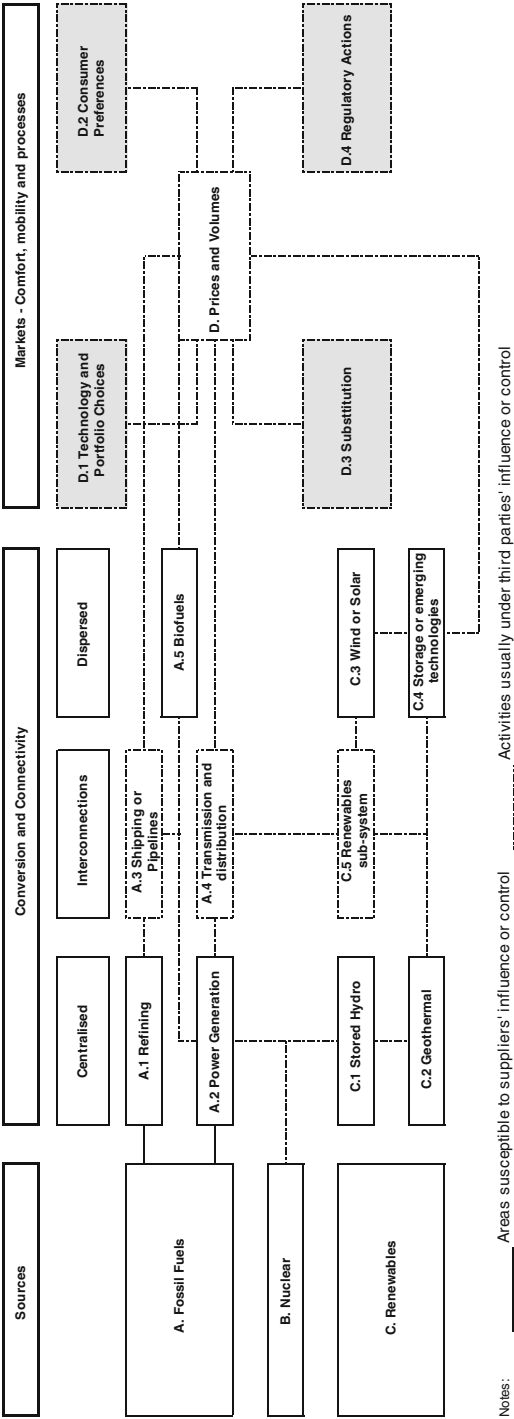 Sources
Conversion and Connectivity
Markets - Comfort, mobility and processes
Centralised
Interconnections
Dispersed
D.1 Technology and
Portfolio Choices
D.2 Consumer
Preferences
A. Fossil Fuels
A.1 Refining
A.3 Shipping or
Pipelines
A.5 Biofuels
A.2 Power Generation
A.4 Transmission and
distribution
D. Prices and Volumes
B. Nuclear
C. Renewables
C.1 Stored Hydro
C.5 Renewables
sub-system
C.3 Wind or Solar
D.3 Substtitution
D.4 Regulatory Actions
C.2 Geothermal
C.4 Storage or emerging
technologies
Notes:
Areas susceptible to suppliers' influence or control
Activities usually under third parties' influence or control